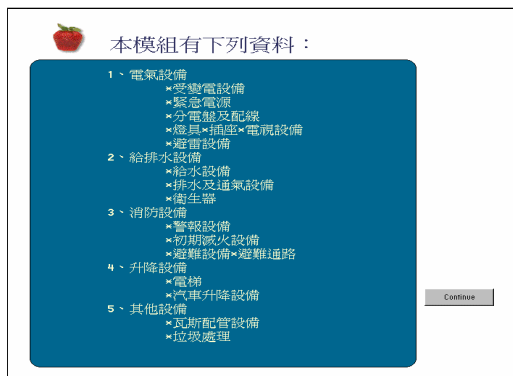 本模組有下列資料：
1、電氣設備
×受變電設備
×緊急電源
×分電盤及配線
×燈具×插座×電視設備
×避雷設備
2、給排水設備
×給水設備
×排水及通氣設備
×衛生器
3、消防設備
×警報設備
×初期滅火設備
×避難設備×避難通路
4、升降設備
×電梯
×汽車升降設備
5、其他設備
×瓦斯配管設備
×垃圾處理
Continue